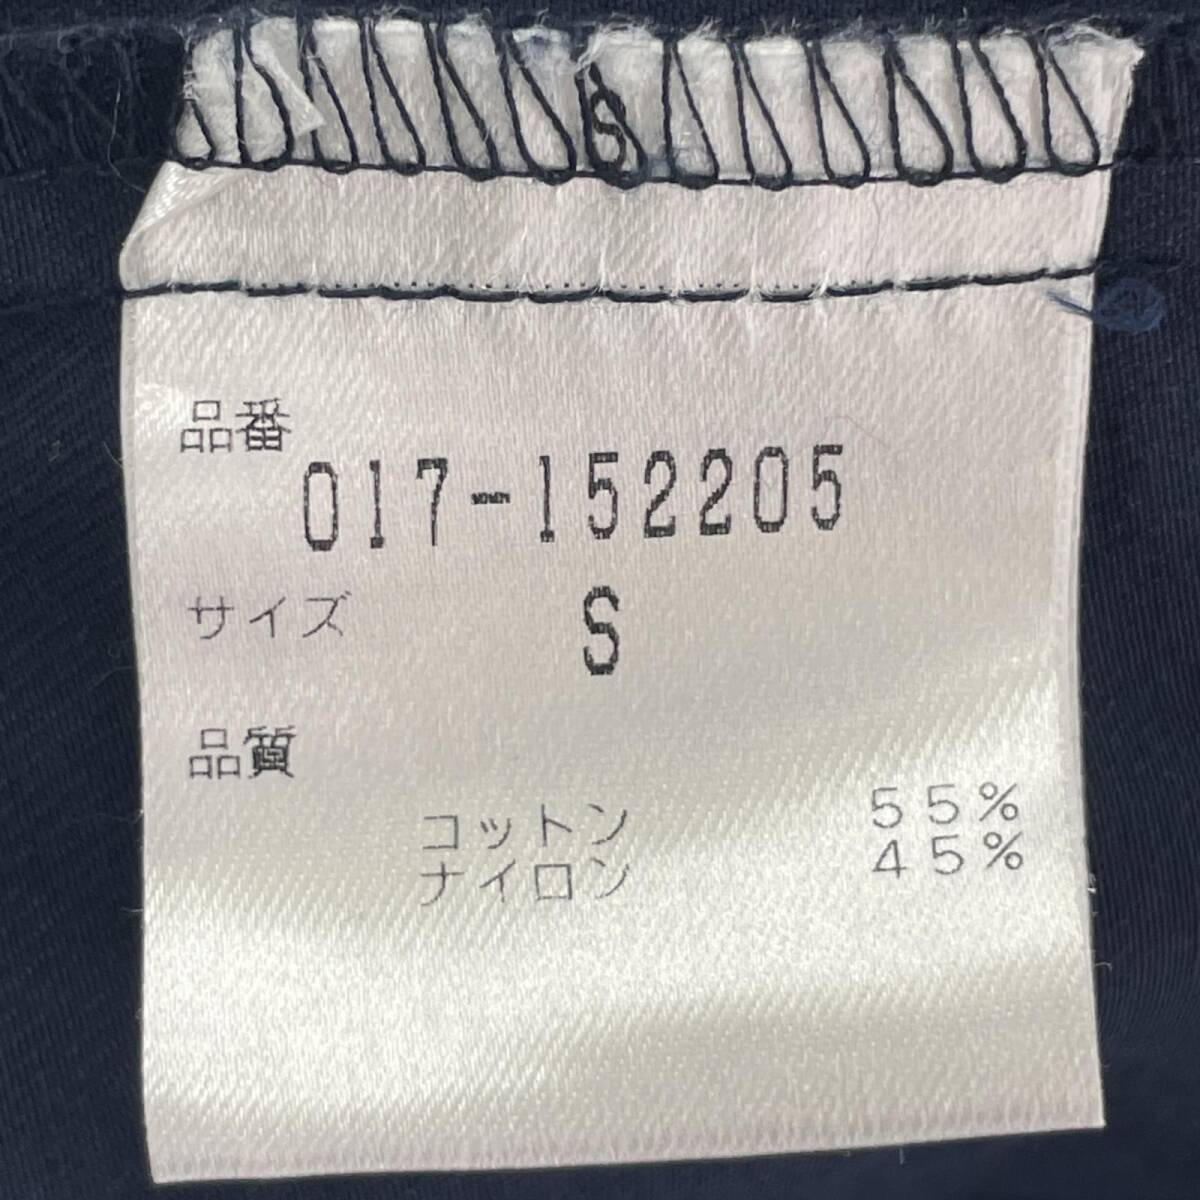 S
品番
017-152205
サイズ S
品質
コットン 55%
ナイロン 45%